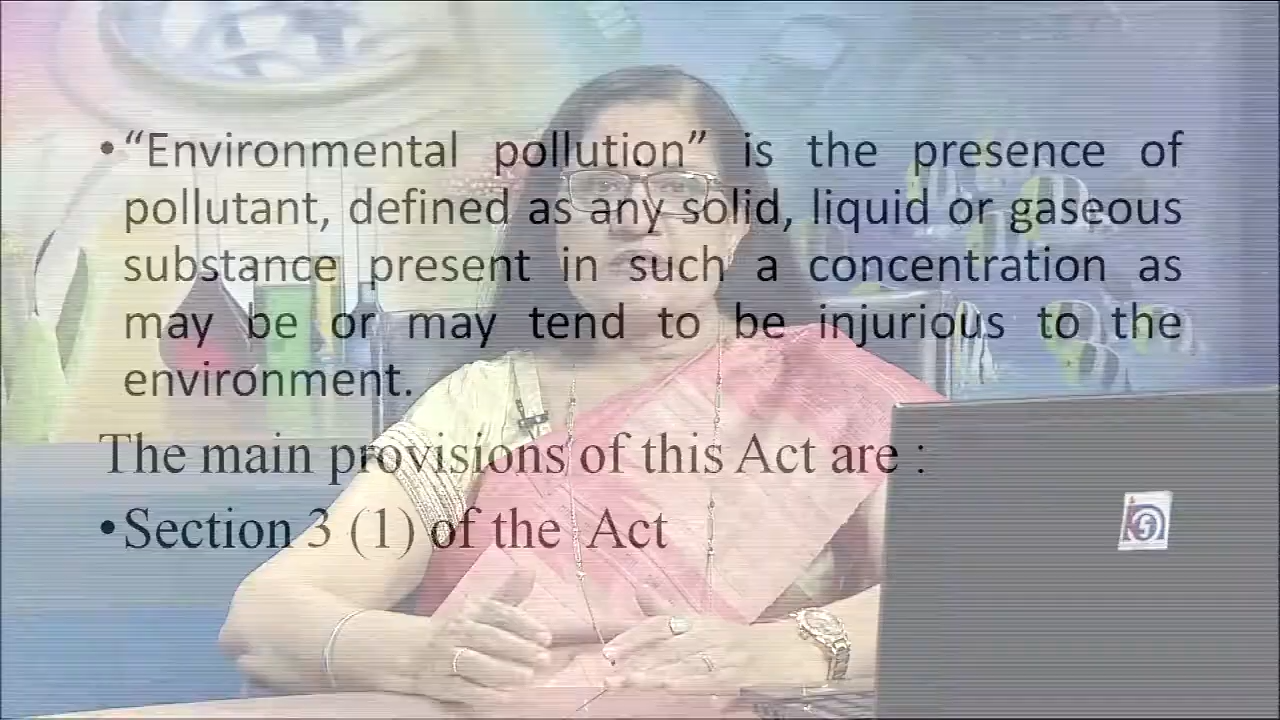 •“Environmental pollution” is the presence of
pollutant, defined as any solid, liquid or gaseous
substance present in such a concentration as
may be or may tend to be injurious to the
environment.
The main provisions of this Act are :
•Section 3 (1) of the Act